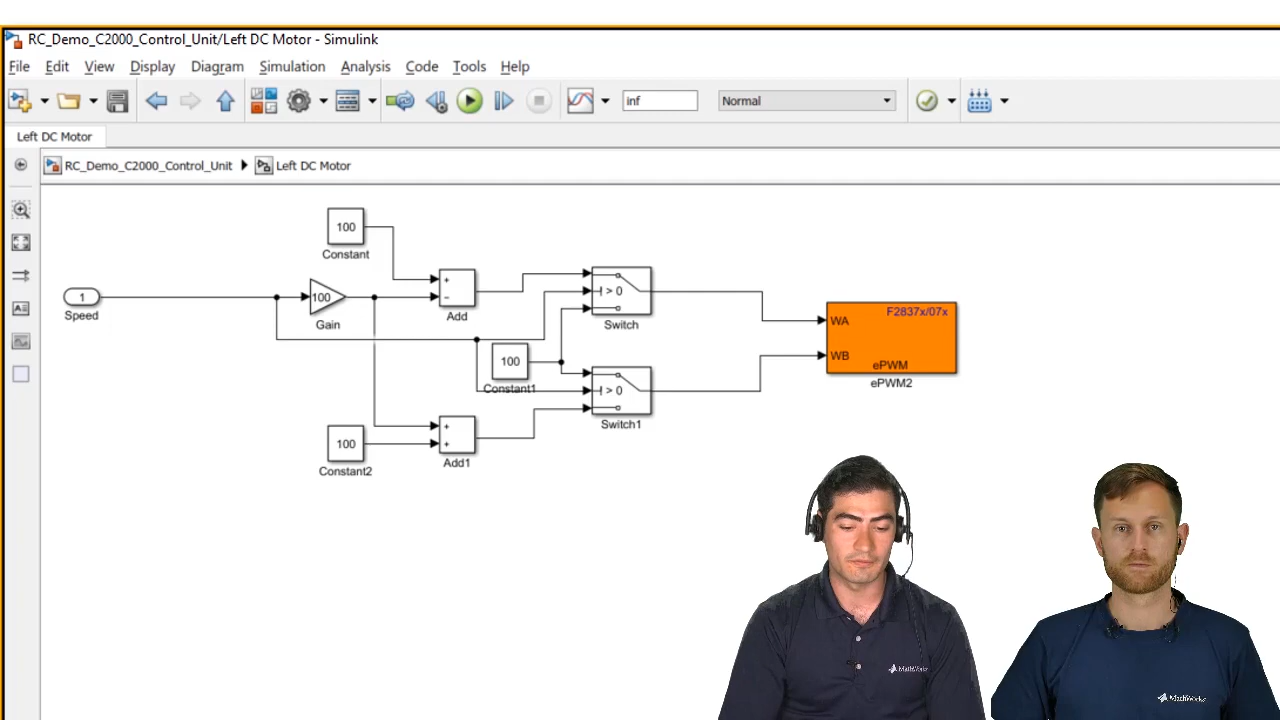 RC_Demo_C2000_Control_Unit/Left DC Motor - Simulink
File Edit View Display Diagram Simulation Analysis Code Tools Help
inf Normal
Left DC Motor
RC_Demo_C2000_Control_Unit Left DC Motor
100
Constant
1
Speed
100
Gain
+
−
Add
> 0
Switch
100
Constant1
> 0
Switch1
100
Constant2
+
+
Add1
F2837x/07x
WA
WB
ePWM
ePWM2
MathWorks
MathWorks